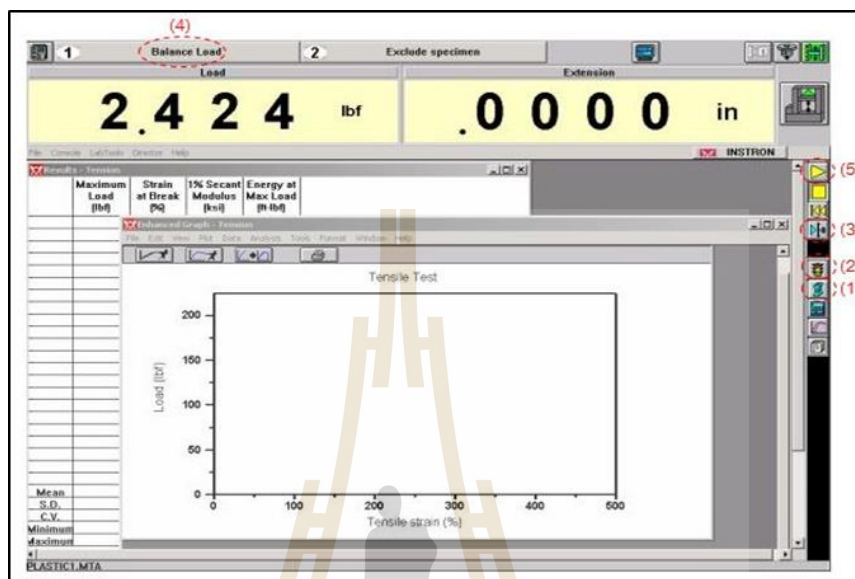 (4)
1 Balance Load 2 Exclude specimen
Load Extension
2.424 lbf .0000 in
File Console LabTools Director Help INSTRON
Results - Tension
Maximum Load (lbf) Strain at Break (%) 1% Secant Modulus (ksi) Energy at Max Load (ft-lbf)
Enhanced Graph - Tension
File Edit View Plot Data Analysis Tools Format Window Help
Tensile Test
Load (lbf)
200
150
100
50
0
0 100 200 300 400 500
Tensile strain (%)
Mean
S.D.
C.V.
Minimum
Maximum
PLASTIC1.MTA
(5
(3
(2
(1